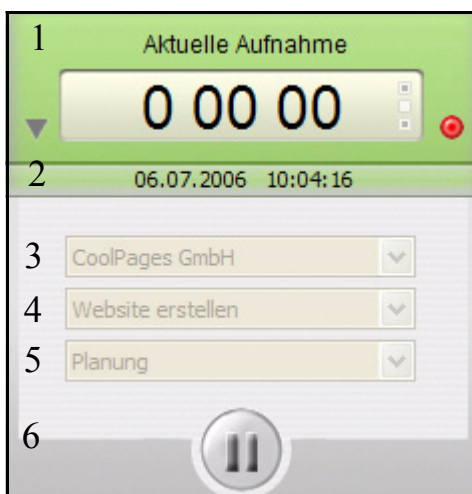 1 Aktuelle Aufnahme
0 00 00
2 06.07.2006 10:04:16
3 CoolPages GmbH
4 Website erstellen
5 Planung
6